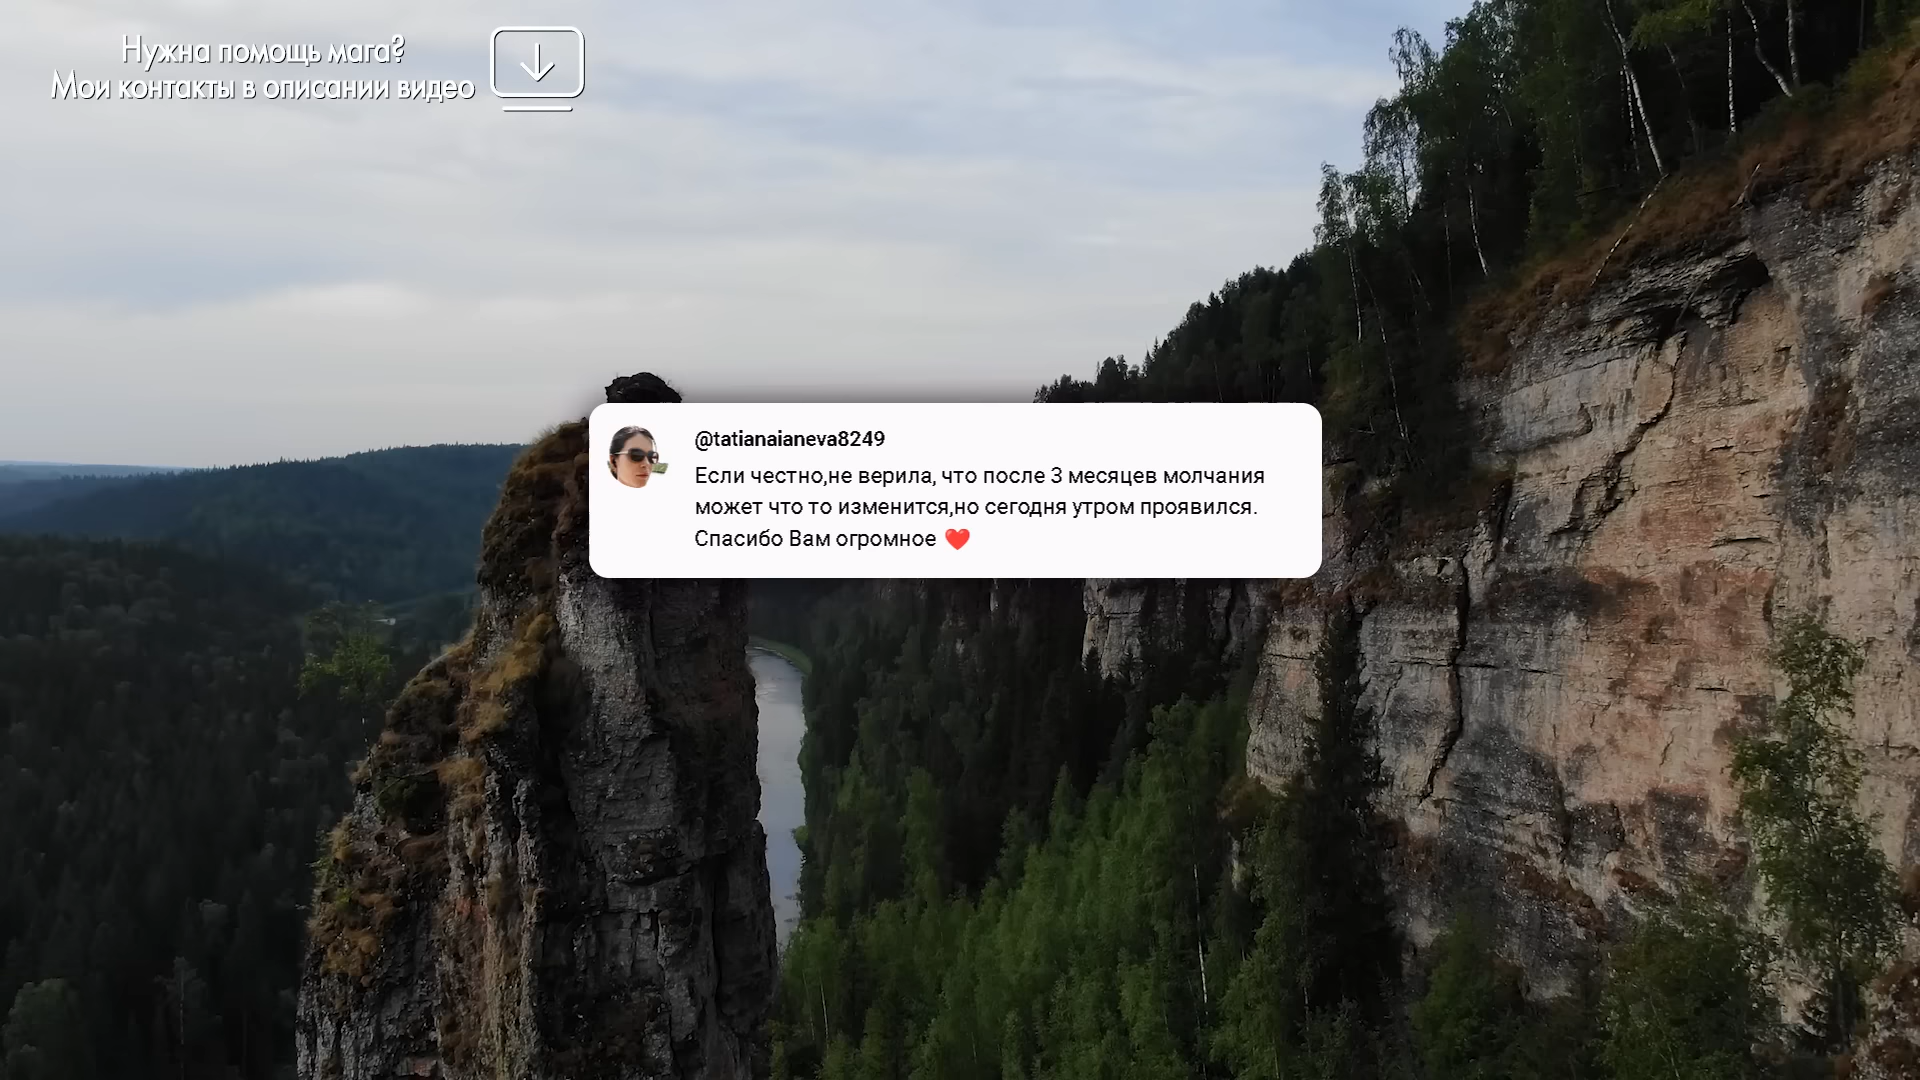 Нужна помощь мага?
Мои контакты в описании видео
@tatianaianeva8249
Если честно,не верила, что после 3 месяцев молчания
может что то изменится,но сегодня утром проявился.
Спасибо Вам огромное ❤️